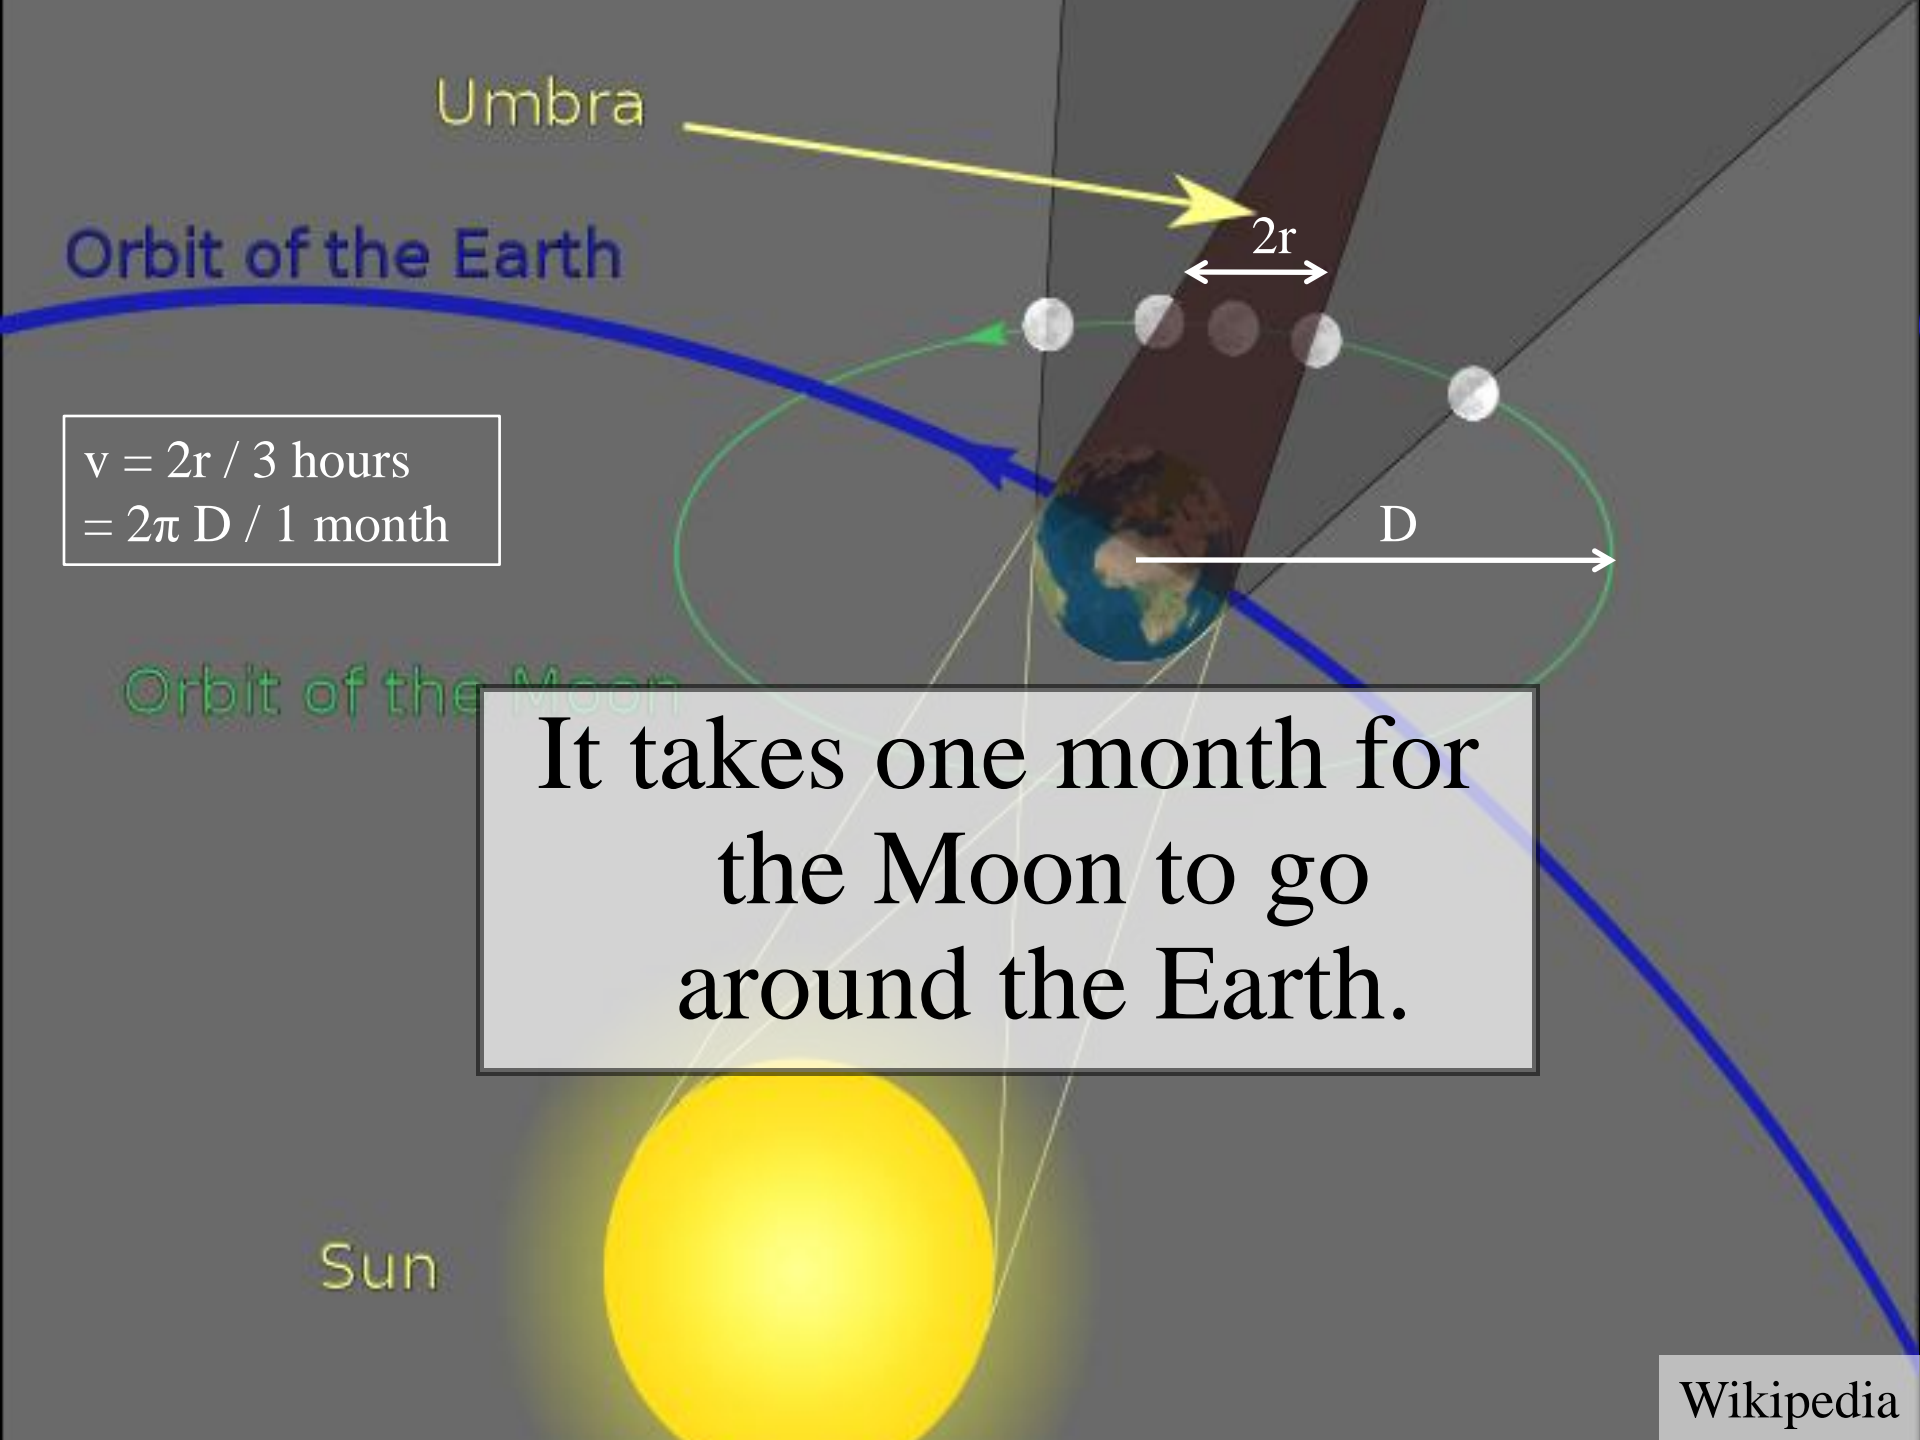 Umbra
2r
Orbit of the Earth
v = 2r / 3 hours
= 2π D / 1 month
D
Orbit of the Moon
It takes one month for
the Moon to go
around the Earth.
Sun
Wikipedia